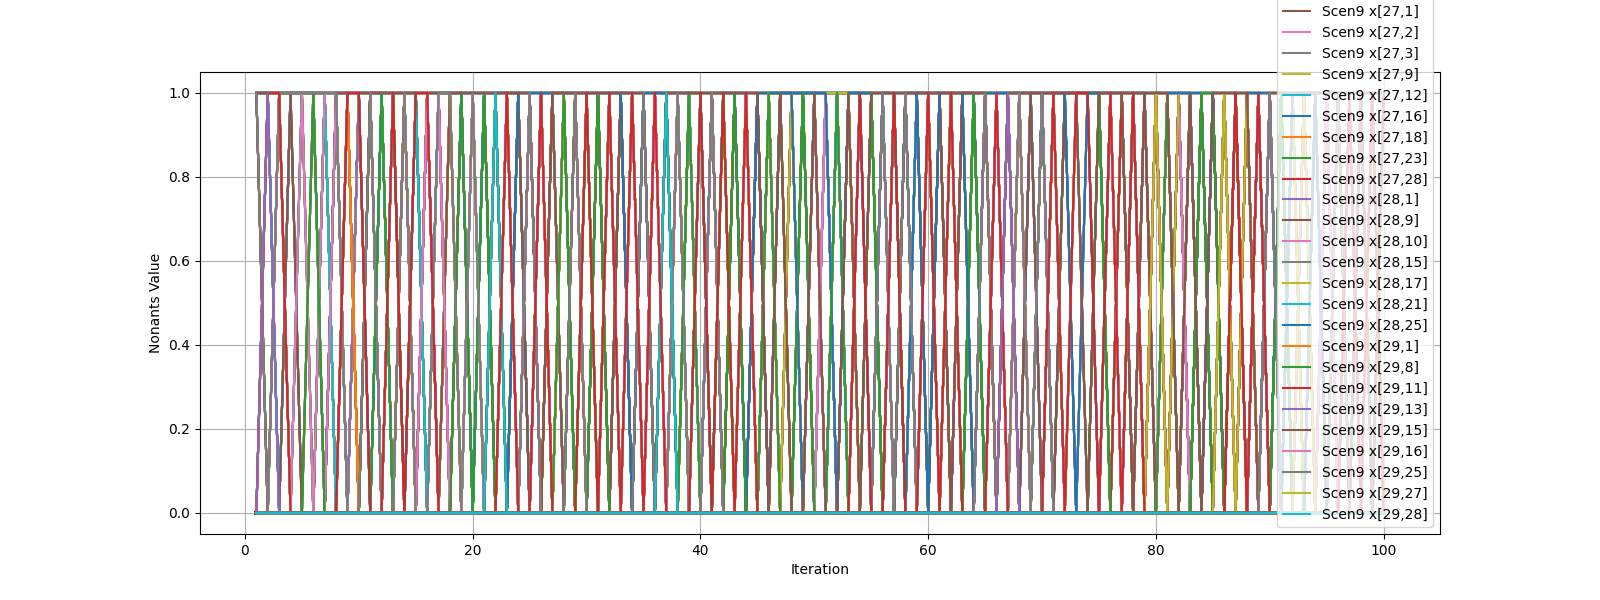 Scen9 x[27,1]
Scen9 x[27,2]
Scen9 x[27,3]
Scen9 x[27,9]
Scen9 x[27,12]
Scen9 x[27,16]
Scen9 x[27,18]
Scen9 x[27,23]
Scen9 x[27,28]
Scen9 x[28,1]
Scen9 x[28,9]
Scen9 x[28,10]
Scen9 x[28,15]
Scen9 x[28,17]
Scen9 x[28,21]
Scen9 x[28,25]
Scen9 x[29,1]
Scen9 x[29,8]
Scen9 x[29,11]
Scen9 x[29,13]
Scen9 x[29,15]
Scen9 x[29,16]
Scen9 x[29,25]
Scen9 x[29,27]
Scen9 x[29,28]
1.0
0.8
0.6
0.4
0.2
0.0
Nonants Value
0 20 40 60 80 100
Iteration